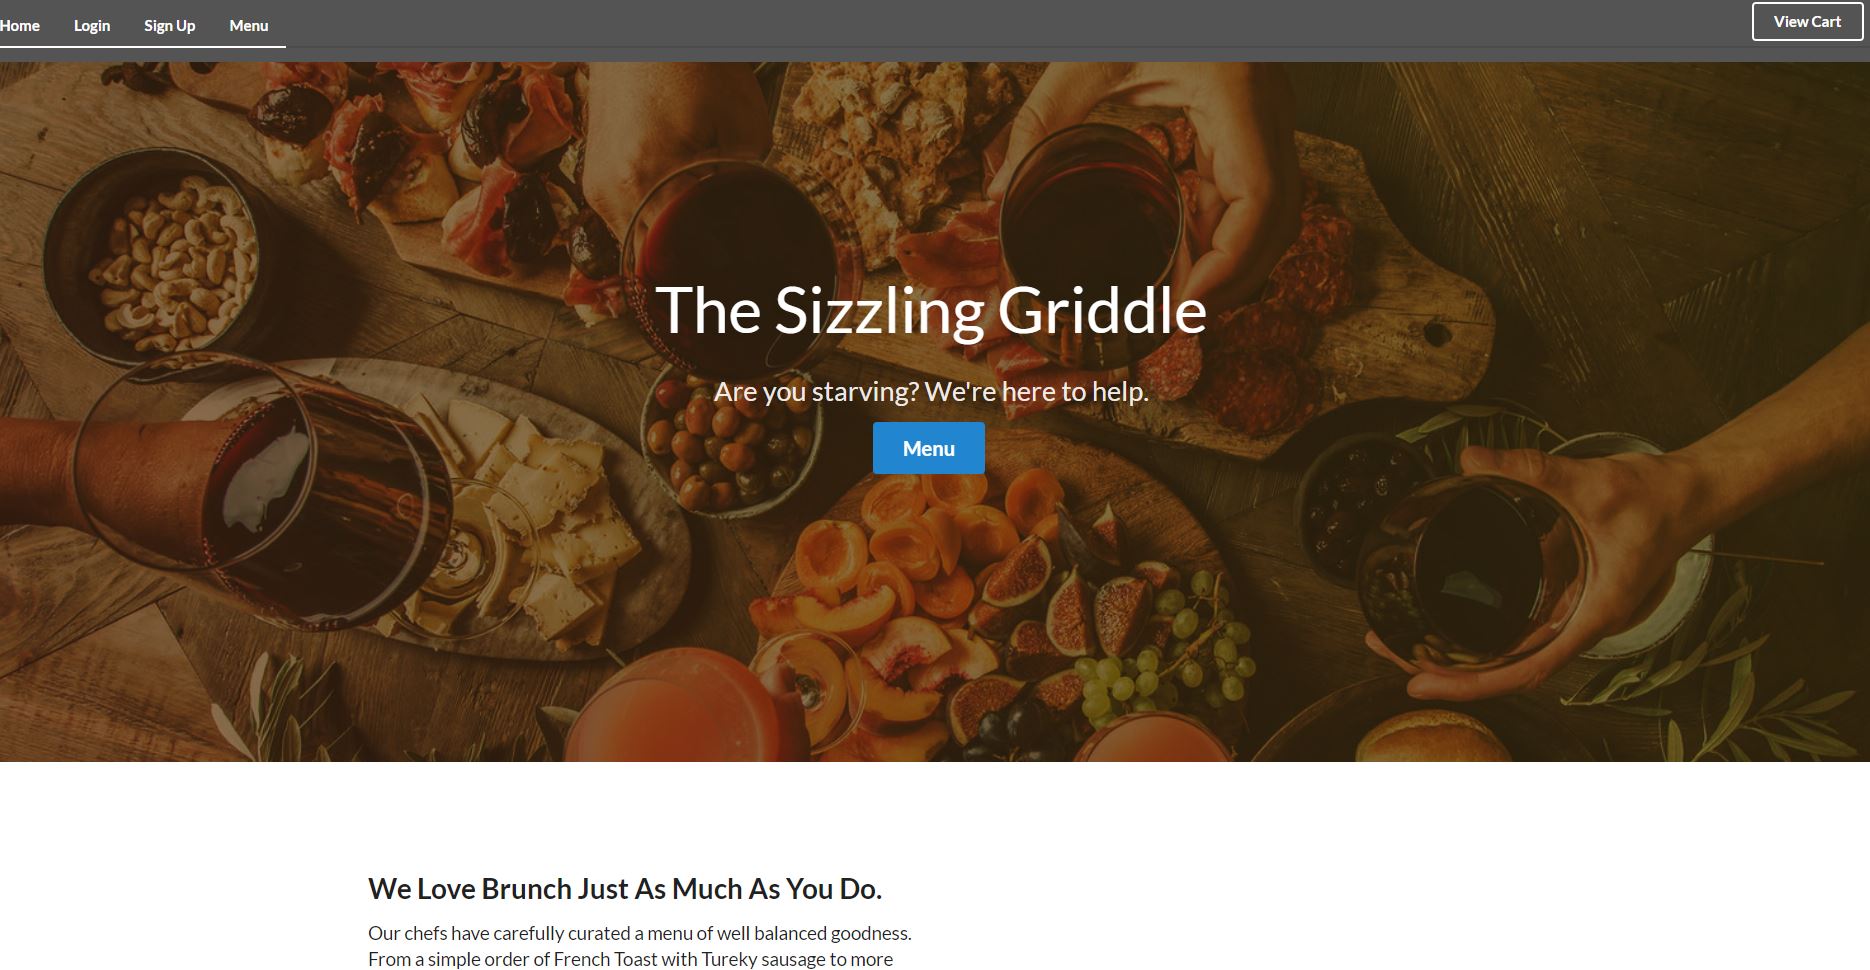 Home Login Sign Up Menu View Cart
The Sizzling Griddle
Are you starving? We're here to help.
Menu
We Love Brunch Just As Much As You Do.
Our chefs have carefully curated a menu of well balanced goodness.
From a simple order of French Toast with Tureky sausage to more